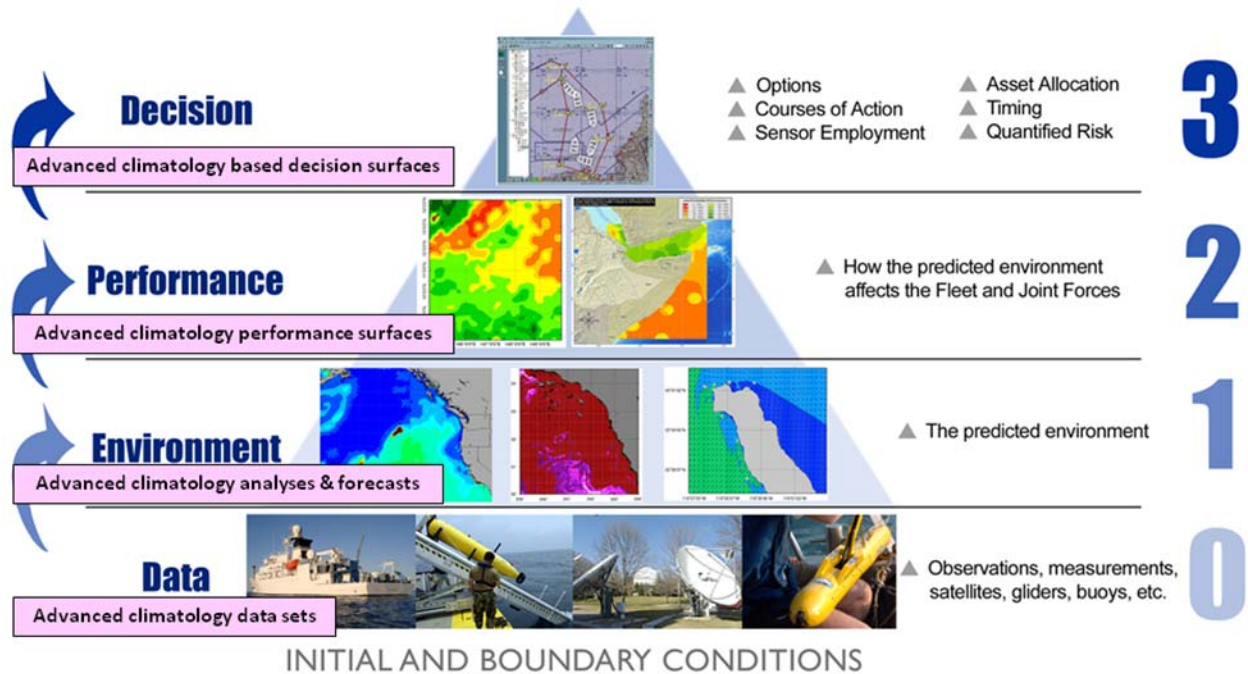 Decision
Advanced climatology based decision surfaces
Options
Courses of Action
Sensor Employment
Asset Allocation
Timing
Quantified Risk
3
Performance
Advanced climatology performance surfaces
How the predicted environment
affects the Fleet and Joint Forces
2
Environment
Advanced climatology analyses & forecasts
The predicted environment
1
Data
Advanced climatology data sets
Observations, measurements,
satellites, gliders, buoys, etc.
0
INITIAL AND BOUNDARY CONDITIONS